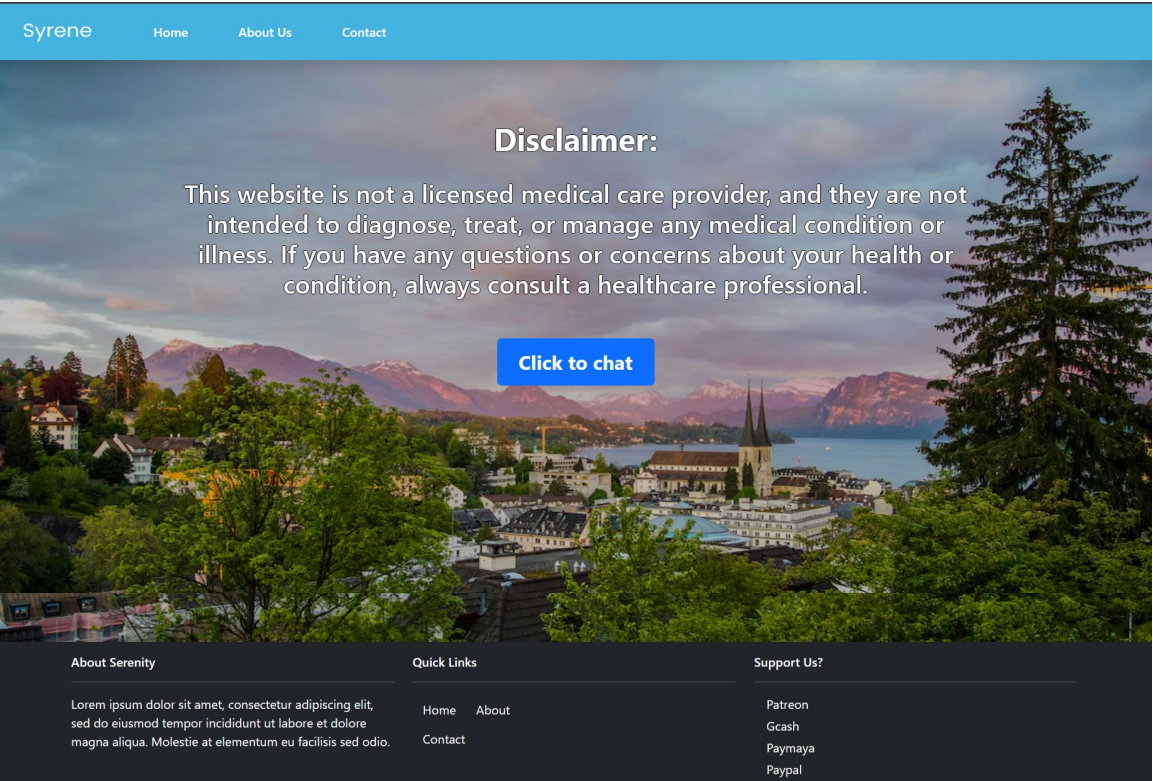 Syrene
Home
About Us
Contact
Disclaimer:
This website is not a licensed medical care provider, and they are not
intended to diagnose, treat, or manage any medical condition or
illness. If you have any questions or concerns about your health or
condition, always consult a healthcare professional.
Click to chat
About Serenity
Lorem ipsum dolor sit amet, consectetur adipiscing elit,
sed do eiusmod tempor incididunt ut labore et dolore
magna aliqua. Molestie at elementum eu facilisis sed odio.
Quick Links
Home
About
Contact
Support Us?
Patreon
Gcash
Paymaya
Paypal